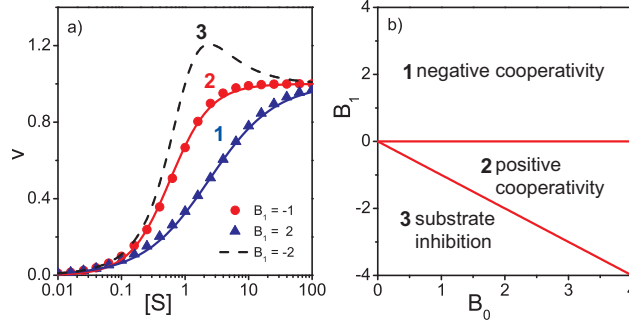 a)
3
2
1
1.2
0.8
0.4
0.0
v
B₁ = -1
B₁ = 2
B₁ = -2
0.01 0.1 1 10 100
[S]
b)
1 negative cooperativity
2 positive
cooperativity
3 substrate
inhibition
4
2
0
-2
-4
B₁
0 1 2 3 4
B₀